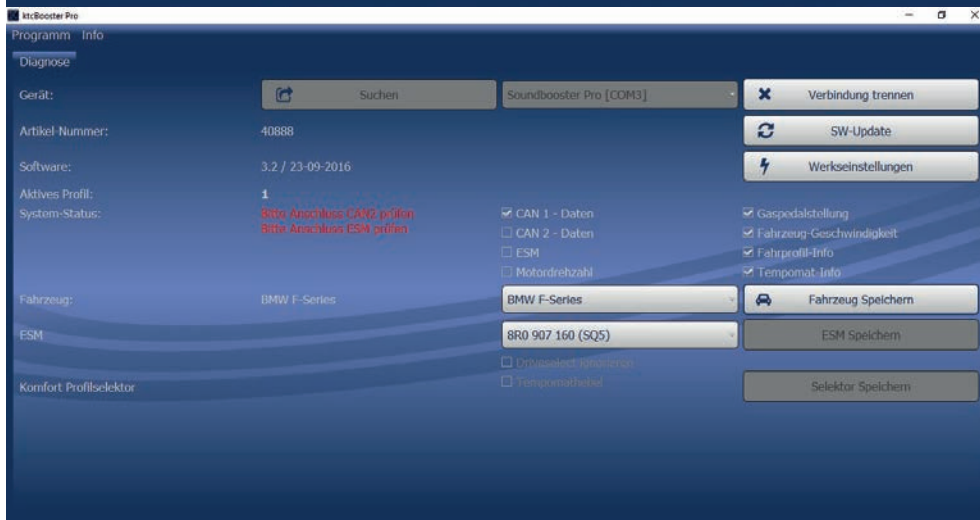 ktcBooster Pro
Programm Info
Diagnose
Gerät: Suchen Soundbooster Pro [COM3] Verbindung trennen
Artikel-Nummer: 40888 SW-Update
Software: 3.2 / 23-09-2016 Werkseinstellungen
Aktives Profil: 1
System-Status: Bitte Anschluss CAN2 prüfen CAN 1 - Daten Gaspedalstellung
Bitte Anschluss ESM prüfen CAN 2 - Daten Fahrzeug-Geschwindigkeit
ESM Fahrprofil-Info
Motordrehzahl Tempomat-Info
Fahrzeug: BMW F-Series BMW F-Series Fahrzeug Speichern
ESM 8R0 907 160 (SQ5) ESM Speichern
Driveselect ignorieren
Komfort Profilselektor Tempomathebel Selektor Speichern